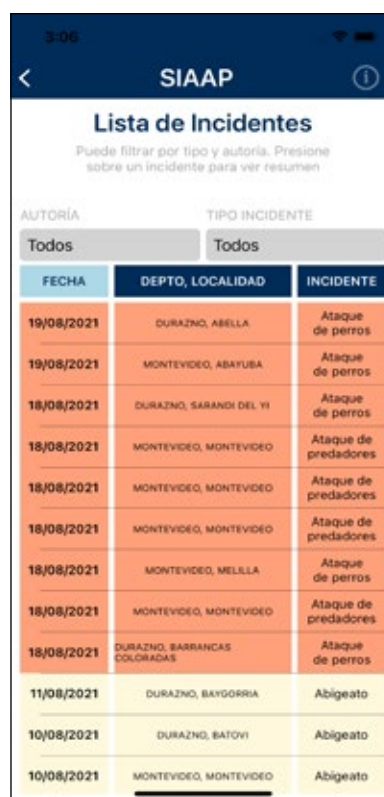 3:06
SIAAP
Lista de Incidentes
Puede filtrar por tipo y autoría. Presione
sobre un incidente para ver resumen
AUTORÍA TIPO INCIDENTE
Todos Todos
FECHA DEPTO, LOCALIDAD INCIDENTE
19/08/2021 DURAZNO, ABELLA Ataque
de perros
19/08/2021 MONTEVIDEO, ABAYUBA Ataque
de perros
18/08/2021 DURAZNO, SARANDI DEL YI Ataque
de perros
18/08/2021 MONTEVIDEO, MONTEVIDEO Ataque de
predadores
18/08/2021 MONTEVIDEO, MONTEVIDEO Ataque de
predadores
18/08/2021 MONTEVIDEO, MONTEVIDEO Ataque de
predadores
18/08/2021 MONTEVIDEO, MELILLA Ataque
de perros
18/08/2021 MONTEVIDEO, MONTEVIDEO Ataque de
predadores
18/08/2021 DURAZNO, BARRANCAS
COLORADAS Ataque
de perros
11/08/2021 DURAZNO, BAYGORRIA Abigeato
10/08/2021 DURAZNO, BATOVI Abigeato
10/08/2021 MONTEVIDEO, MONTEVIDEO Abigeato